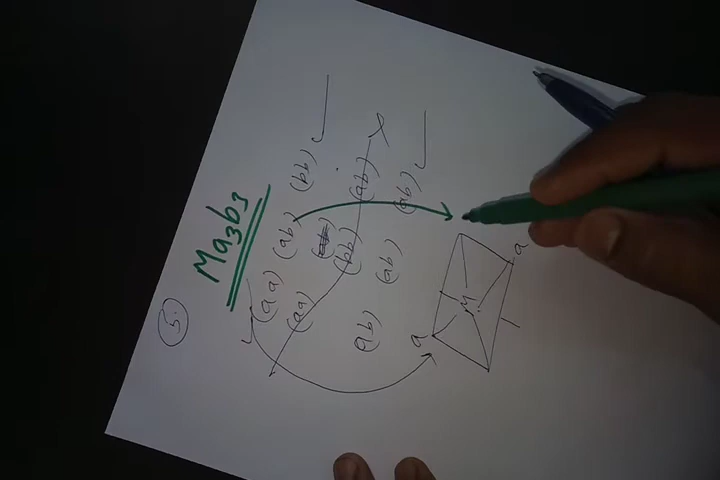 5.
Ma3b3
(aa) (ab) (bb) ✓
(aa) (bb) (ab) ×
(ab) (ab) (ab) ✓
a
M
a